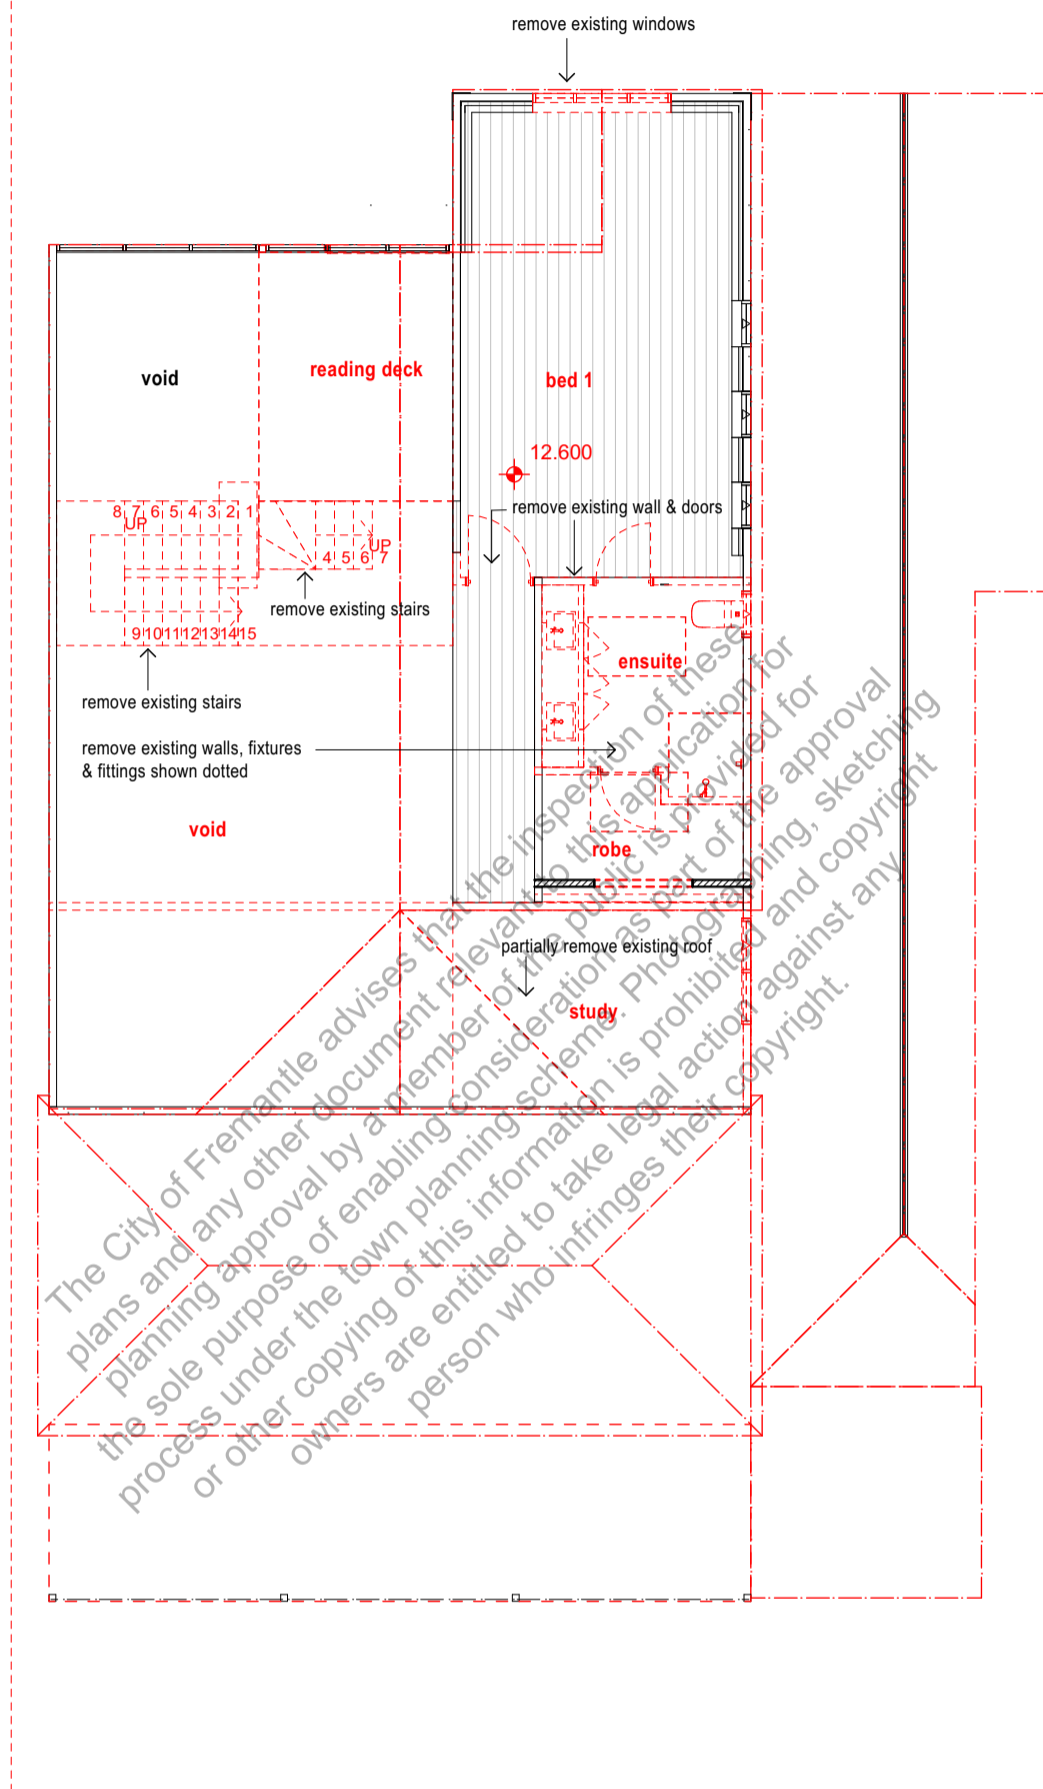 remove existing windows
void
reading deck
bed 1
12.600
remove existing wall & doors
8 7 6 5 4 3 2 1
UP
UP
4 5 6 7
remove existing stairs
9 10 11 12 13 14 15
ensuite
remove existing stairs
remove existing walls, fixtures
& fittings shown dotted
void
robe
partially remove existing roof
study
The City of Fremantle advises that the inspection of these
plans and any other document relevant to this application for
planning approval by a member of the public is provided for
the sole purpose of enabling consideration as part of the approval
process under the town planning scheme. Photographing, sketching
or other copying of this information is prohibited and copyright
owners are entitled to take legal action against any
person who infringes their copyright.